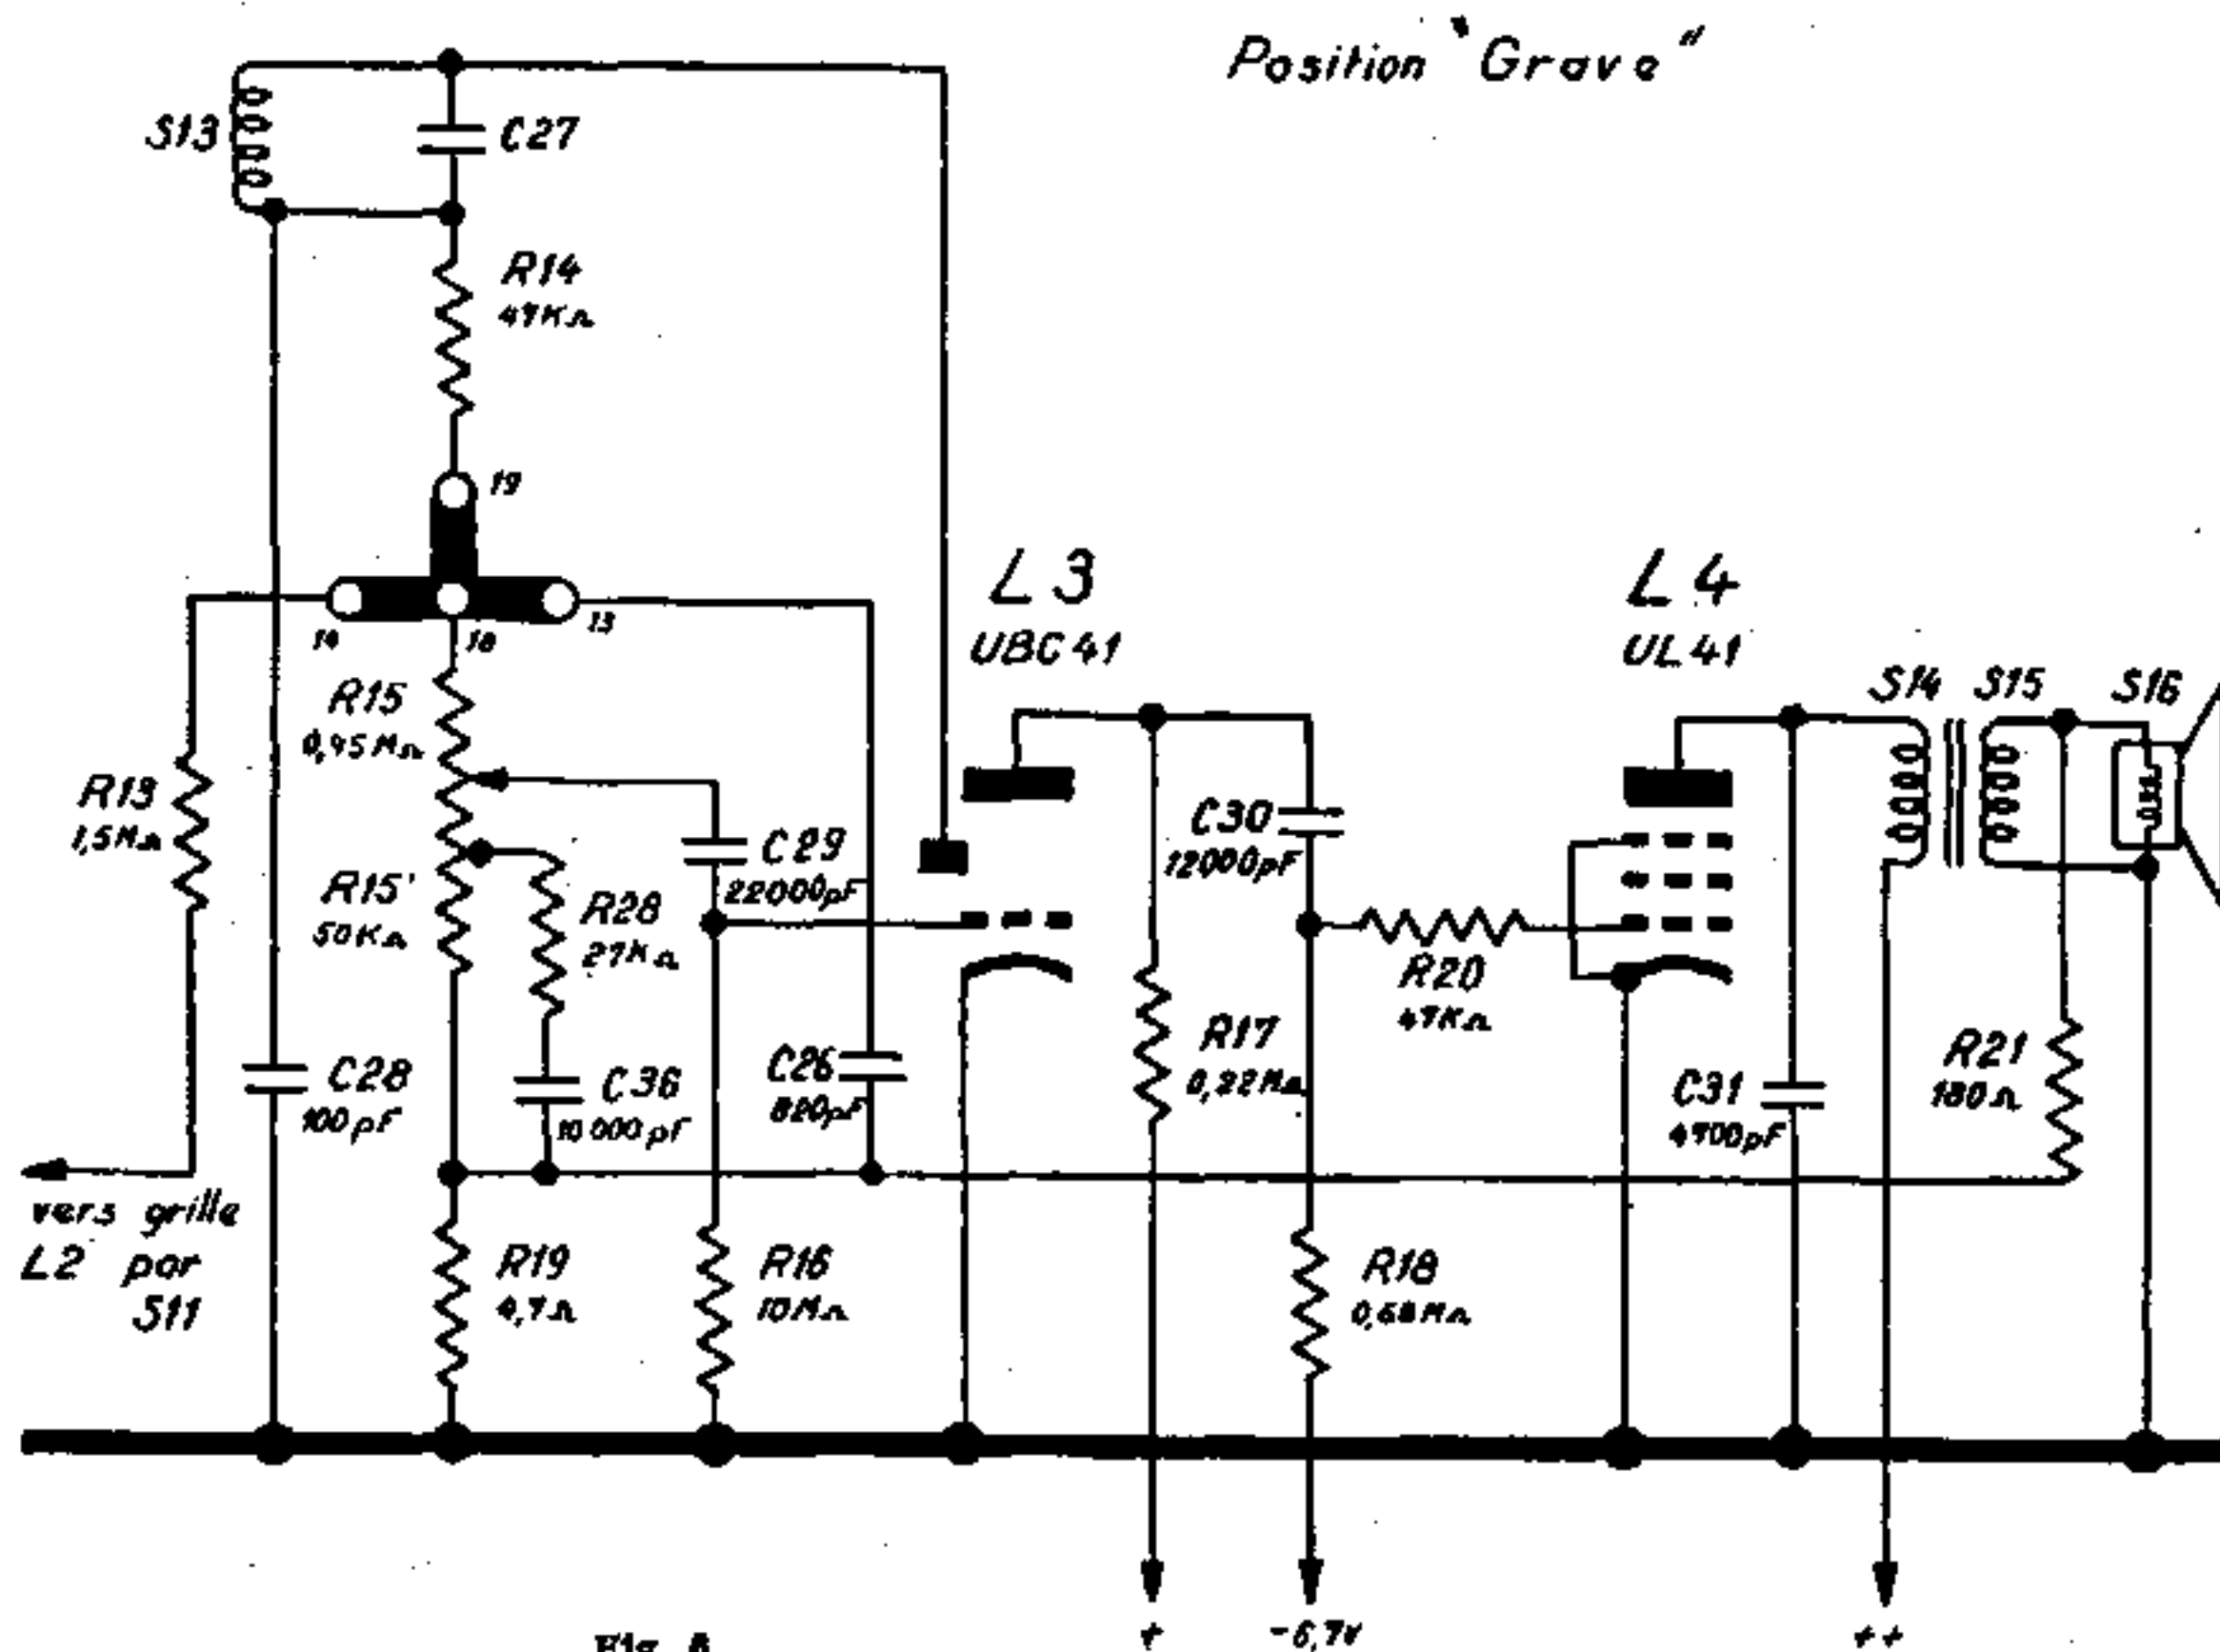 Position "Grave"
S13
C27
R14
47KΩ
19
14
18
13
L3
UBC41
L4
UL41
R15
0,45MΩ
S14
S15
S16
R13
1,5MΩ
C29
22000pF
C30
12000pF
R15'
50KΩ
R28
27KΩ
R20
47KΩ
R17
0,22MΩ
C28
100pF
C36
10000pF
C26
820pF
C31
4700pF
R21
180Ω
vers grille
L2 par
S11
R19
4,7Ω
R16
10MΩ
R18
0,68MΩ
+
-6,7V
++